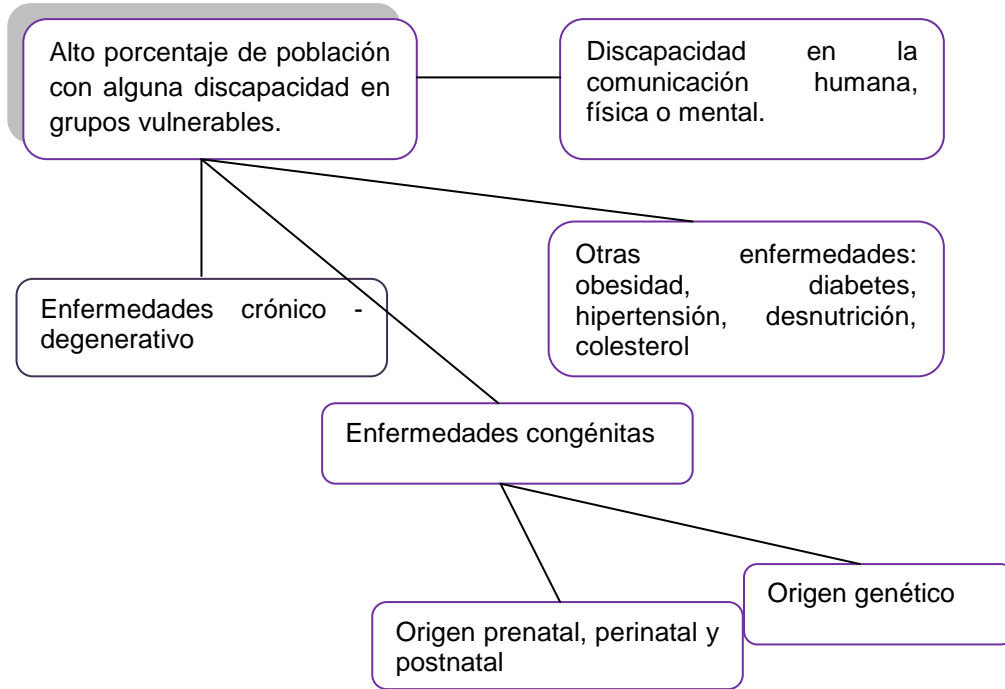 Alto porcentaje de población
con alguna discapacidad en
grupos vulnerables.
Discapacidad en la
comunicación humana,
física o mental.
Otras enfermedades:
obesidad, diabetes,
hipertensión, desnutrición,
colesterol
Enfermedades crónico -
degenerativo
Enfermedades congénitas
Origen genético
Origen prenatal, perinatal y
postnatal